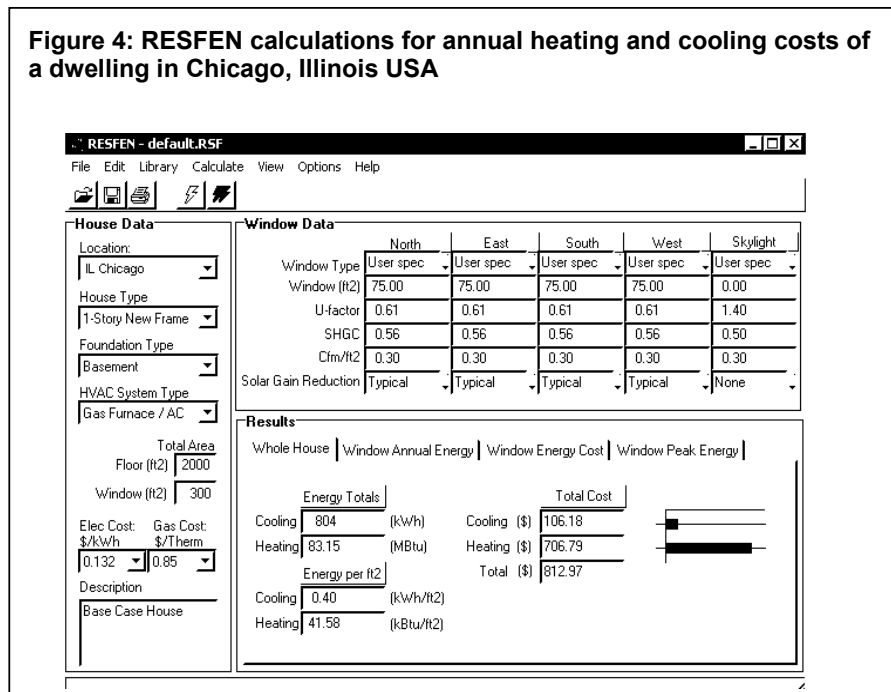 Figure 4: RESFEN calculations for annual heating and cooling costs of
a dwelling in Chicago, Illinois USA
RESFEN - default.RSF
File Edit Library Calculate View Options Help
House Data
Location:
IL Chicago
House Type
1-Story New Frame
Foundation Type
Basement
HVAC System Type
Gas Furnace / AC
Total Area
Floor (ft2) 2000
Window (ft2) 300
Elec Cost: Gas Cost:
$/kWh $/Therm
0.132 0.85
Description
Base Case House
Window Data
North East South West Skylight
Window Type User spec User spec User spec User spec User spec
Window (ft2) 75.00 75.00 75.00 75.00 0.00
U-factor 0.61 0.61 0.61 0.61 1.40
SHGC 0.56 0.56 0.56 0.56 0.50
Cfm/ft2 0.30 0.30 0.30 0.30 0.30
Solar Gain Reduction Typical Typical Typical Typical None
Results
Whole House Window Annual Energy Window Energy Cost Window Peak Energy
Energy Totals Total Cost
Cooling 804 (kWh) Cooling ($) 106.18
Heating 83.15 (MBtu) Heating ($) 706.79
Energy per ft2 Total ($) 812.97
Cooling 0.40 (kWh/ft2)
Heating 41.58 (kBtu/ft2)